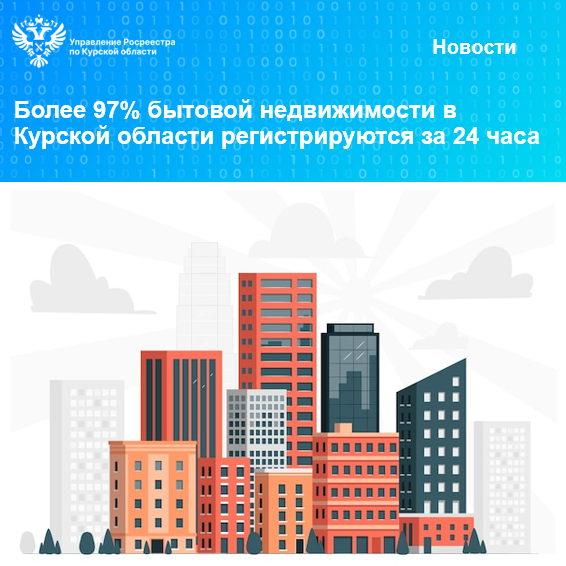 Управление Росреестра
по Курской области
Новости
Более 97% бытовой недвижимости в
Курской области регистрируются за 24 часа